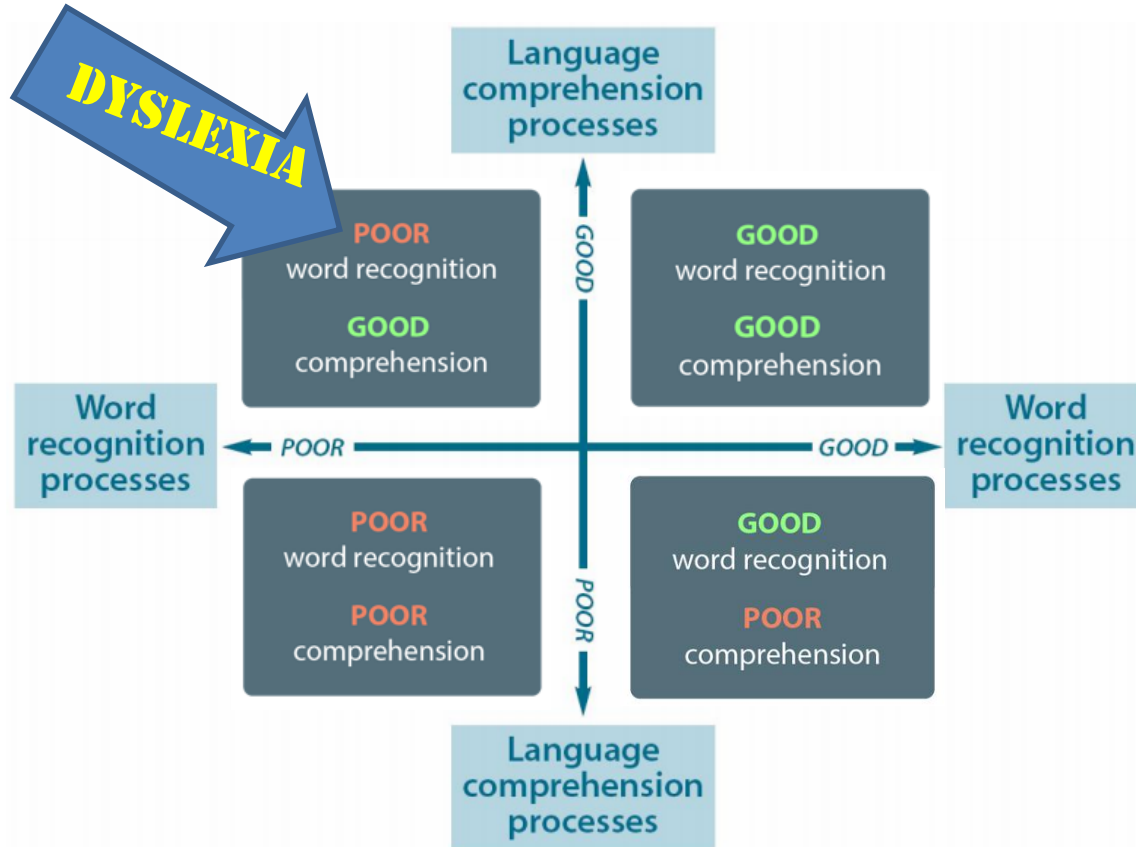 DYSLEXIA
Language
comprehension
processes
GOOD
POOR
word recognition
GOOD
comprehension
GOOD
word recognition
GOOD
comprehension
Word
recognition
processes
POOR
GOOD
Word
recognition
processes
POOR
word recognition
POOR
comprehension
POOR
GOOD
word recognition
POOR
comprehension
Language
comprehension
processes